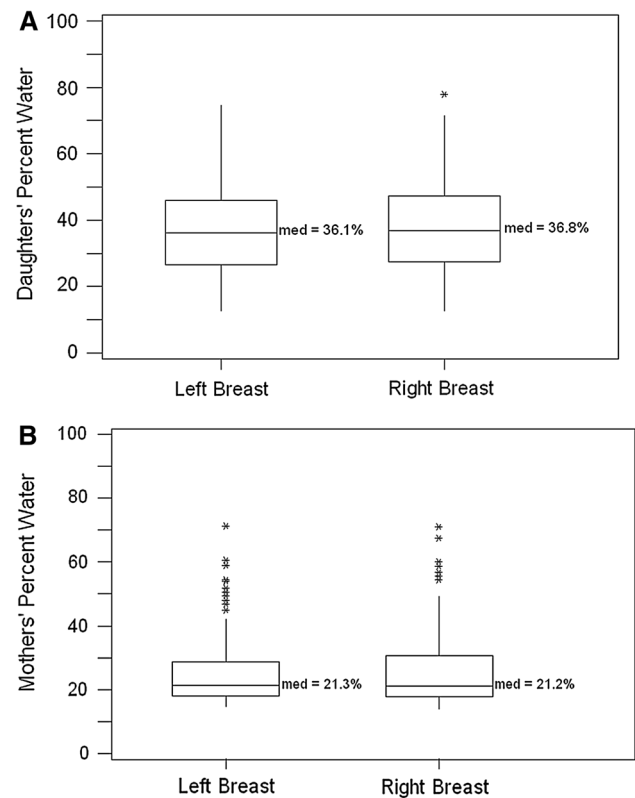 A
Daughters' Percent Water
100
80
60
40
20
0
med = 36.1%
med = 36.8%
Left Breast
Right Breast
B
Mothers' Percent Water
100
80
60
40
20
0
med = 21.3%
med = 21.2%
Left Breast
Right Breast